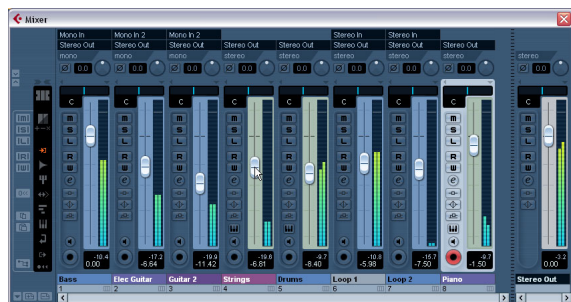 Mixer
Mono In Mono In 2 Mono In 2 Stereo In Stereo In
Stereo Out Stereo Out Stereo Out Stereo Out Stereo Out Stereo Out Stereo Out Stereo Out stereo
mono mono mono stereo stereo stereo stereo stereo
0.0 0.0 0.0 0.0 0.0 0.0 0.0 0.0 0.0
C C C C C C C C C
M m m m m m m m m m
S S S S S S S S S S
L L L L L L L L L L
R R R R R R R R R
W W W W W W W W W W
e e e e e e e e e
-10.4 -17.2 -19.9 -19.6 -9.7 -10.8 -15.7 -9.7 -3.2
0.00 -6.64 -11.42 -6.81 -8.40 -5.98 -7.50 -1.50 0.00
Bass Elec Guitar Guitar 2 Strings Drums Loop 1 Loop 2 Piano Stereo Out
1 2 3 4 5 6 7 8